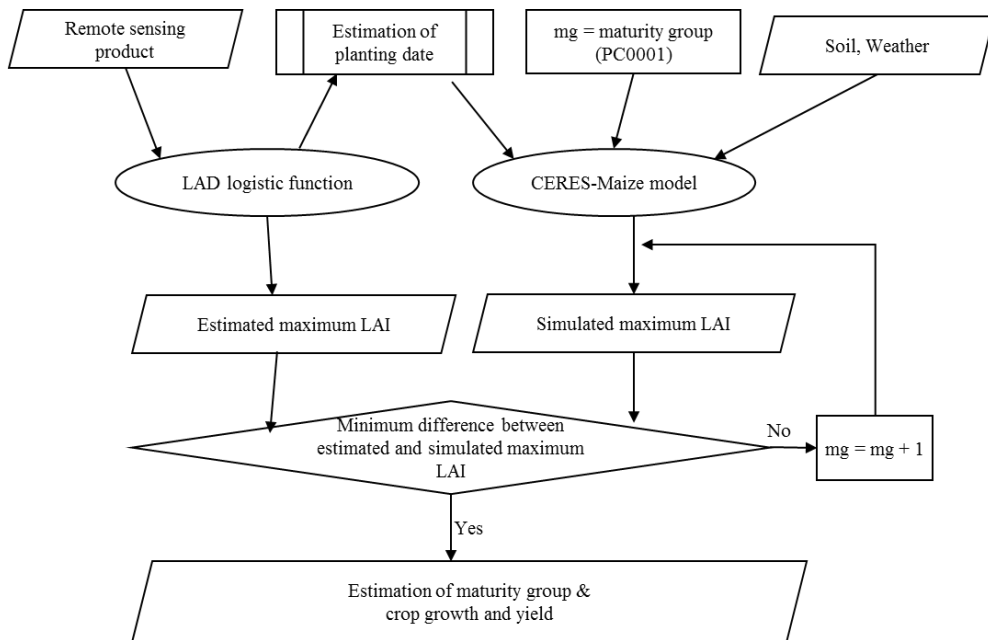 Remote sensing
product
Estimation of
planting date
mg = maturity group
(PC0001)
Soil, Weather
LAD logistic function
CERES-Maize model
Estimated maximum LAI
Simulated maximum LAI
Minimum difference between
estimated and simulated maximum
LAI
No
mg = mg + 1
Yes
Estimation of maturity group &
crop growth and yield